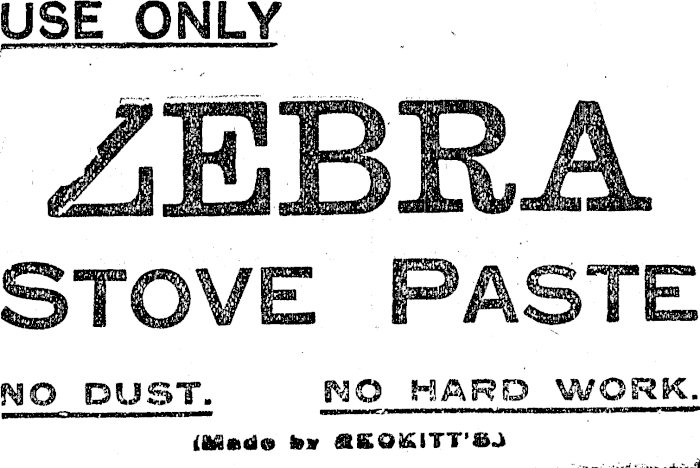 USE ONLY
ZEBRA
STOVE PASTE
NO DUST. NO HARD WORK.
(Made by RECKITT'S.)